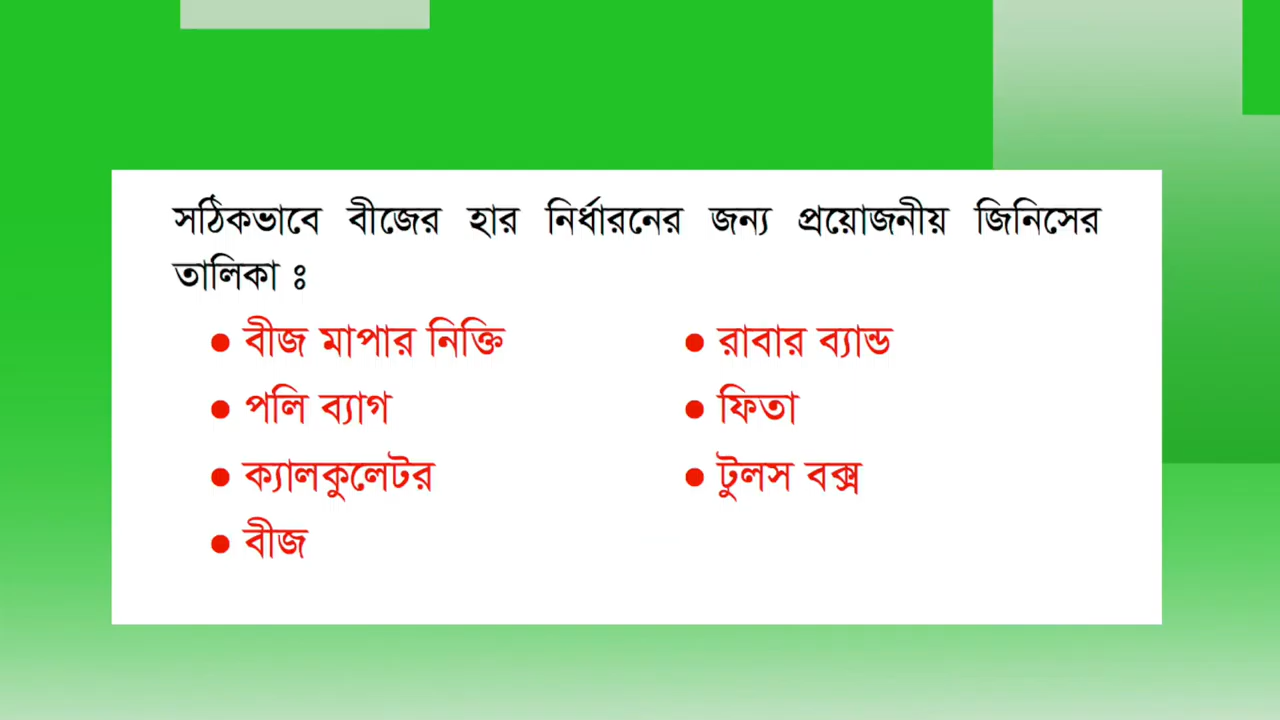 সঠিকভাবে বীজের হার নির্ধারনের জন্য প্রয়োজনীয় জিনিসের
তালিকা ঃ
• বীজ মাপার নিক্তি
• পলি ব্যাগ
• ক্যালকুলেটর
• বীজ
• রাবার ব্যান্ড
• ফিতা
• টুলস বক্স